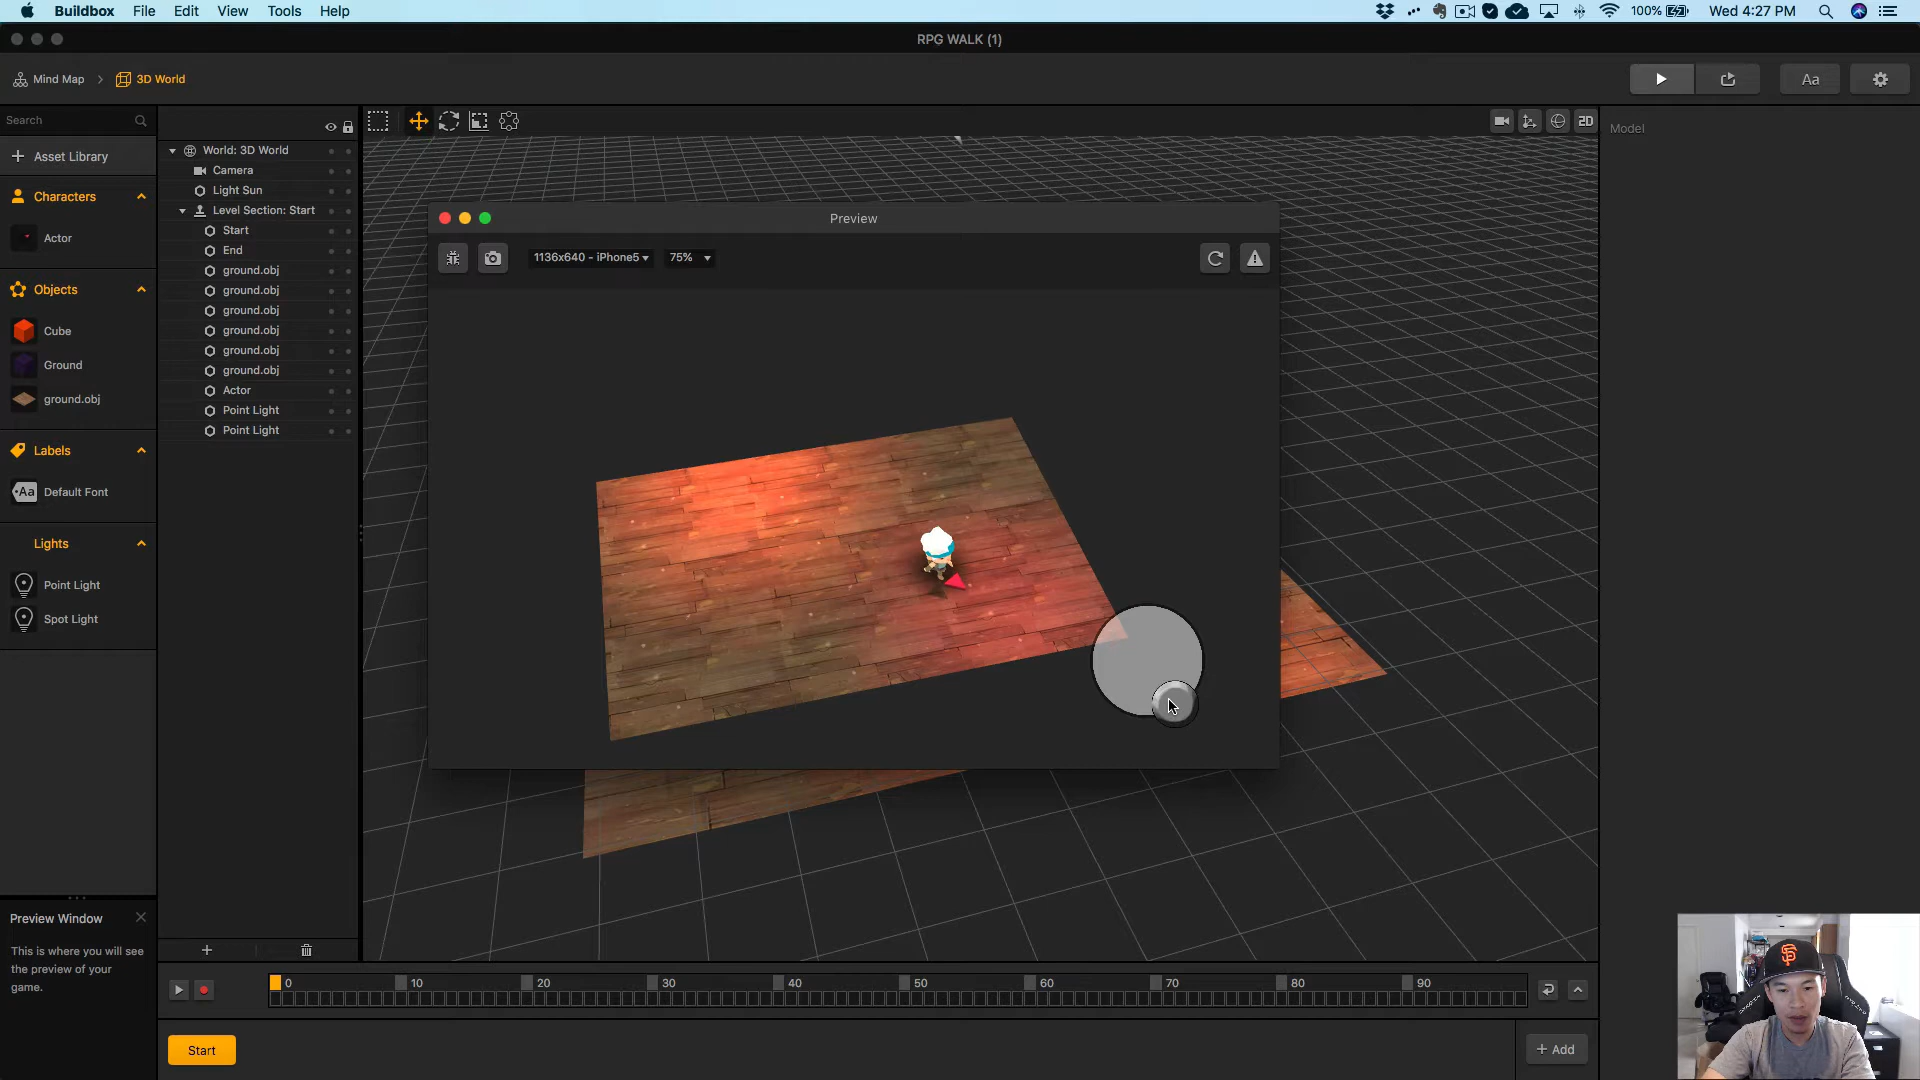 Buildbox File Edit View Tools Help
100% Wed 4:27 PM
RPG WALK (1)
Mind Map 3D World
Aa
Search
Asset Library
Characters
Actor
Objects
Cube
Ground
ground.obj
Labels
Aa Default Font
Lights
Point Light
Spot Light
World: 3D World
Camera
Light Sun
Level Section: Start
Start
End
ground.obj
ground.obj
ground.obj
ground.obj
ground.obj
ground.obj
Actor
Point Light
Point Light
2D
Model
Preview
1136x640 - iPhone5 75%
Preview Window
This is where you will see
the preview of your
game.
0 10 20 30 40 50 60 70 80 90
Start
+ Add